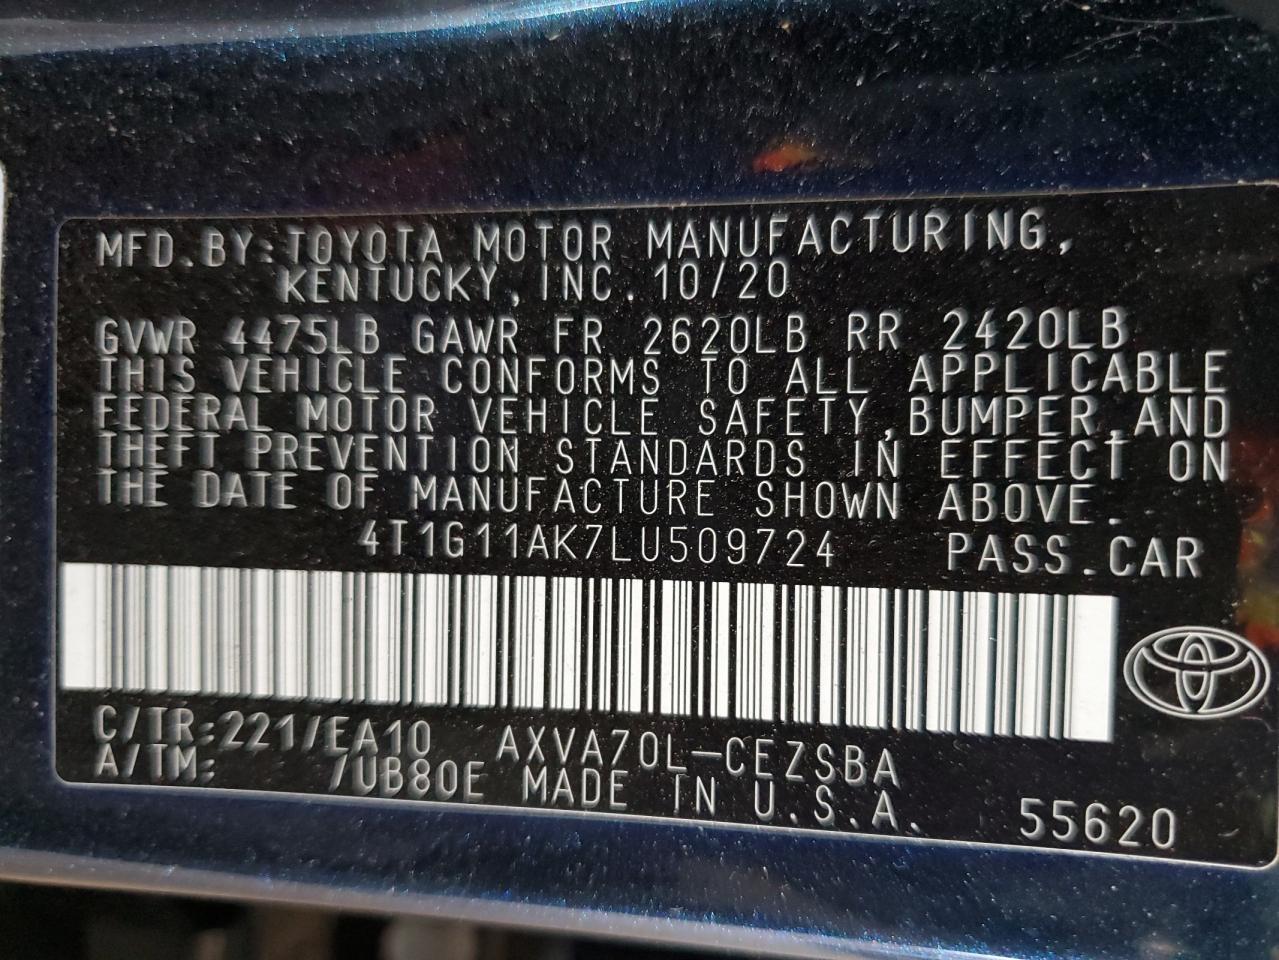 MFD.BY:TOYOTA MOTOR MANUFACTURING,
KENTUCKY,INC. 10/20
GVWR 4475LB GAWR FR 2620LB RR 2420LB
THIS VEHICLE CONFORMS TO ALL APPLICABLE
FEDERAL MOTOR VEHICLE SAFETY,BUMPER,AND
THEFT PREVENTION STANDARDS IN EFFECT ON
THE DATE OF MANUFACTURE SHOWN ABOVE.
4T1G11AK7LU509724 PASS.CAR
C/TR:221/EA10 AXVA70L-CEZSBA
A/TM: /UB80E MADE IN U.S.A. 55620